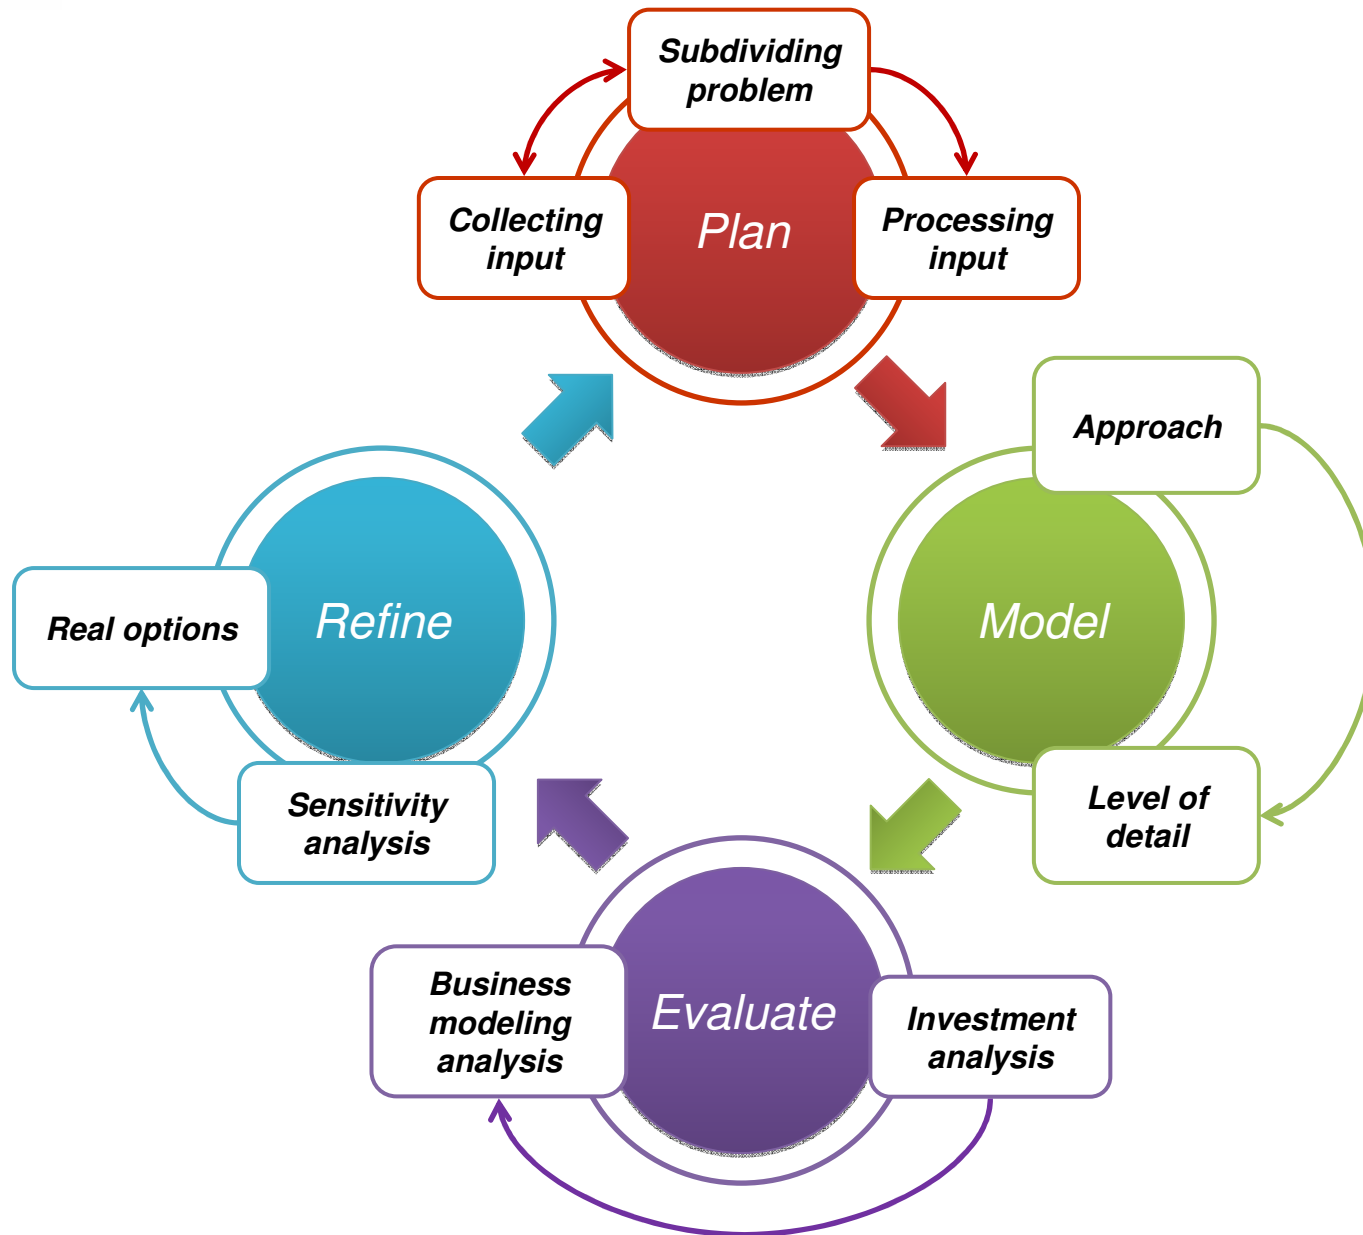 Subdividing
problem
Collecting
input
Plan
Processing
input
Approach
Model
Level of
detail
Evaluate
Investment
analysis
Business
modeling
analysis
Refine
Sensitivity
analysis
Real options